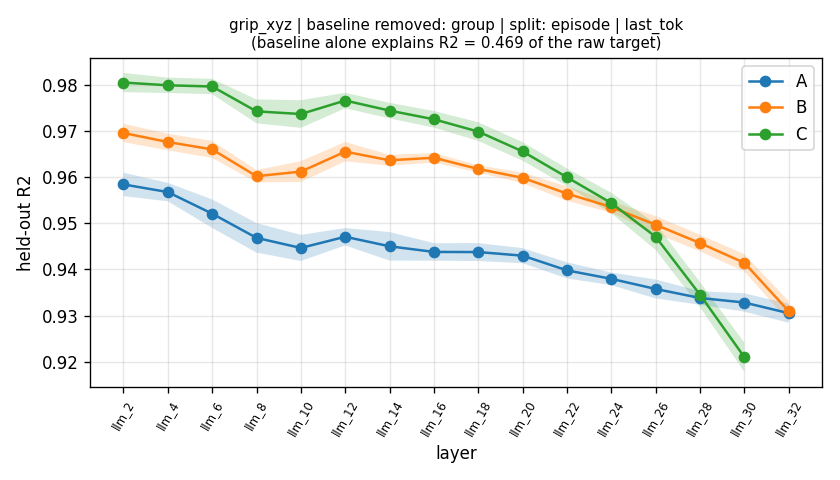 grip_xyz | baseline removed: group | split: episode | last_tok
(baseline alone explains R2 = 0.469 of the raw target)
A
B
C
held-out R2
0.98
0.97
0.96
0.95
0.94
0.93
0.92
llm_2
llm_4
llm_6
llm_8
llm_10
llm_12
llm_14
llm_16
llm_18
llm_20
llm_22
llm_24
llm_26
llm_28
llm_30
llm_32
layer